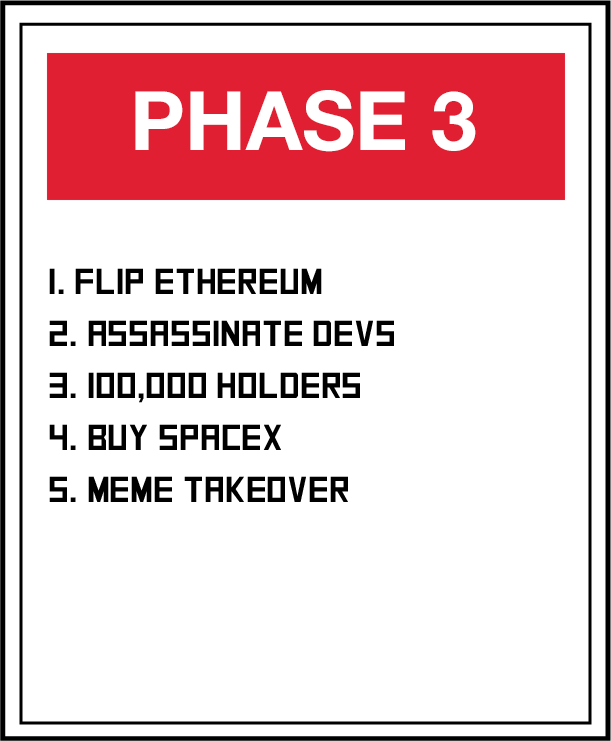 PHASE 3
1. FLIP ETHEREUM
2. ASSASSINATE DEVS
3. 100,000 HOLDERS
4. BUY SPACEX
5. MEME TAKEOVER